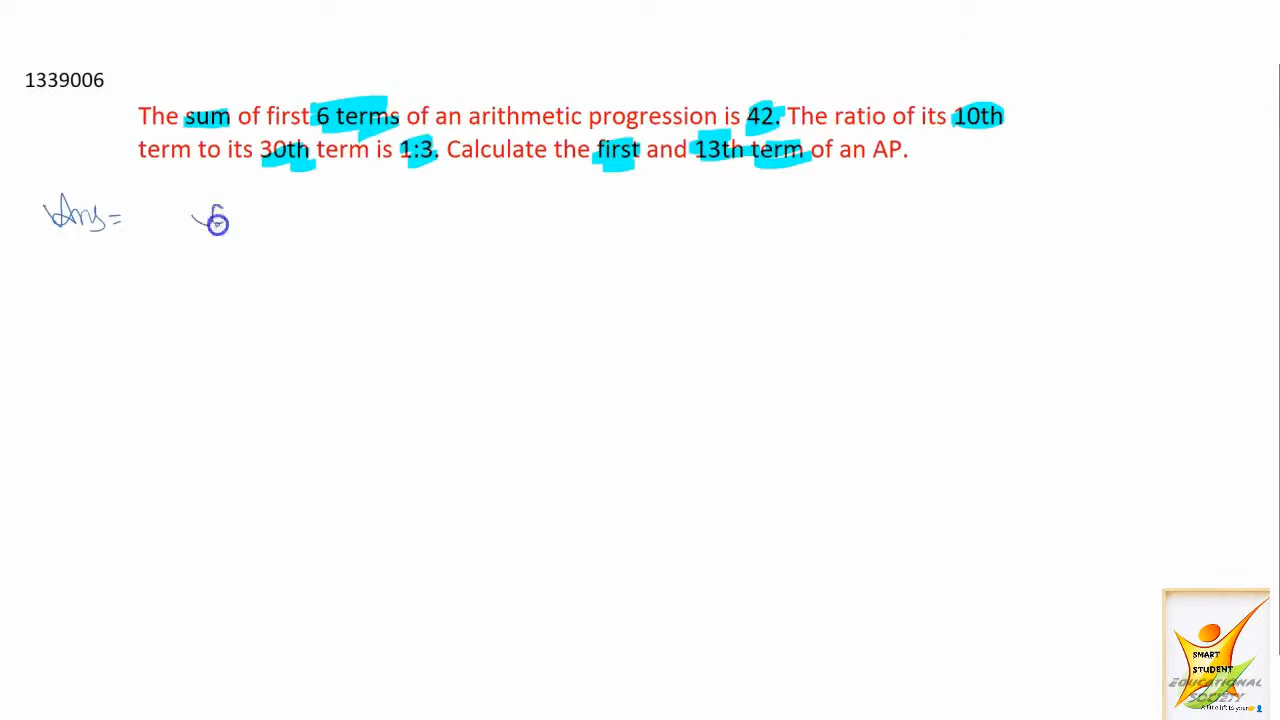 1339006
The sum of first 6 terms of an arithmetic progression is 42. The ratio of its 10th
term to its 30th term is 1:3. Calculate the first and 13th term of an AP.
Ans =
SMART
STUDENT
EDUCATIONAL
SOCIETY